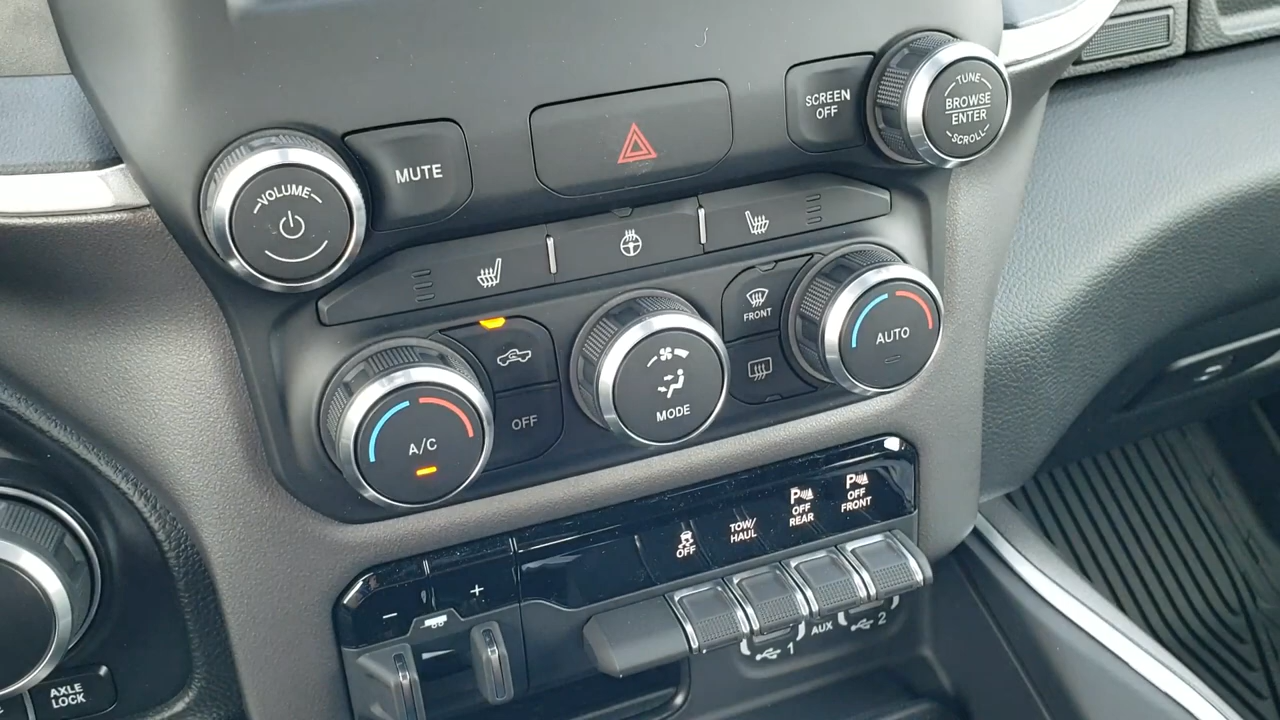 VOLUME
MUTE
SCREEN
OFF
TUNE
BROWSE
ENTER
SCROLL
FRONT
AUTO
A/C
OFF
MODE
OFF
TOW/
HAUL
P
OFF
REAR
P
OFF
FRONT
- +
1
AUX
2
AXLE
LOCK